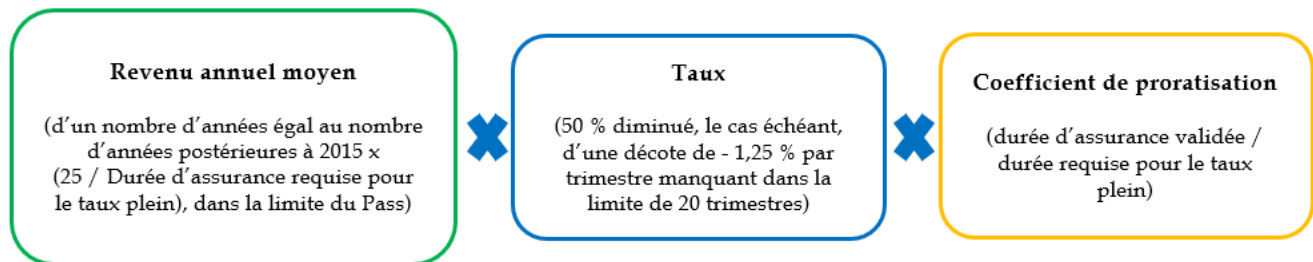 Revenu annuel moyen
(d'un nombre d'années égal au nombre
d'années postérieures à 2015 x
(25 / Durée d'assurance requise pour
le taux plein), dans la limite du Pass)
Taux
(50 % diminué, le cas échéant,
d'une décote de - 1,25 % par
trimestre manquant dans la
limite de 20 trimestres)
Coefficient de proratisation
(durée d'assurance validée /
durée requise pour le taux
plein)